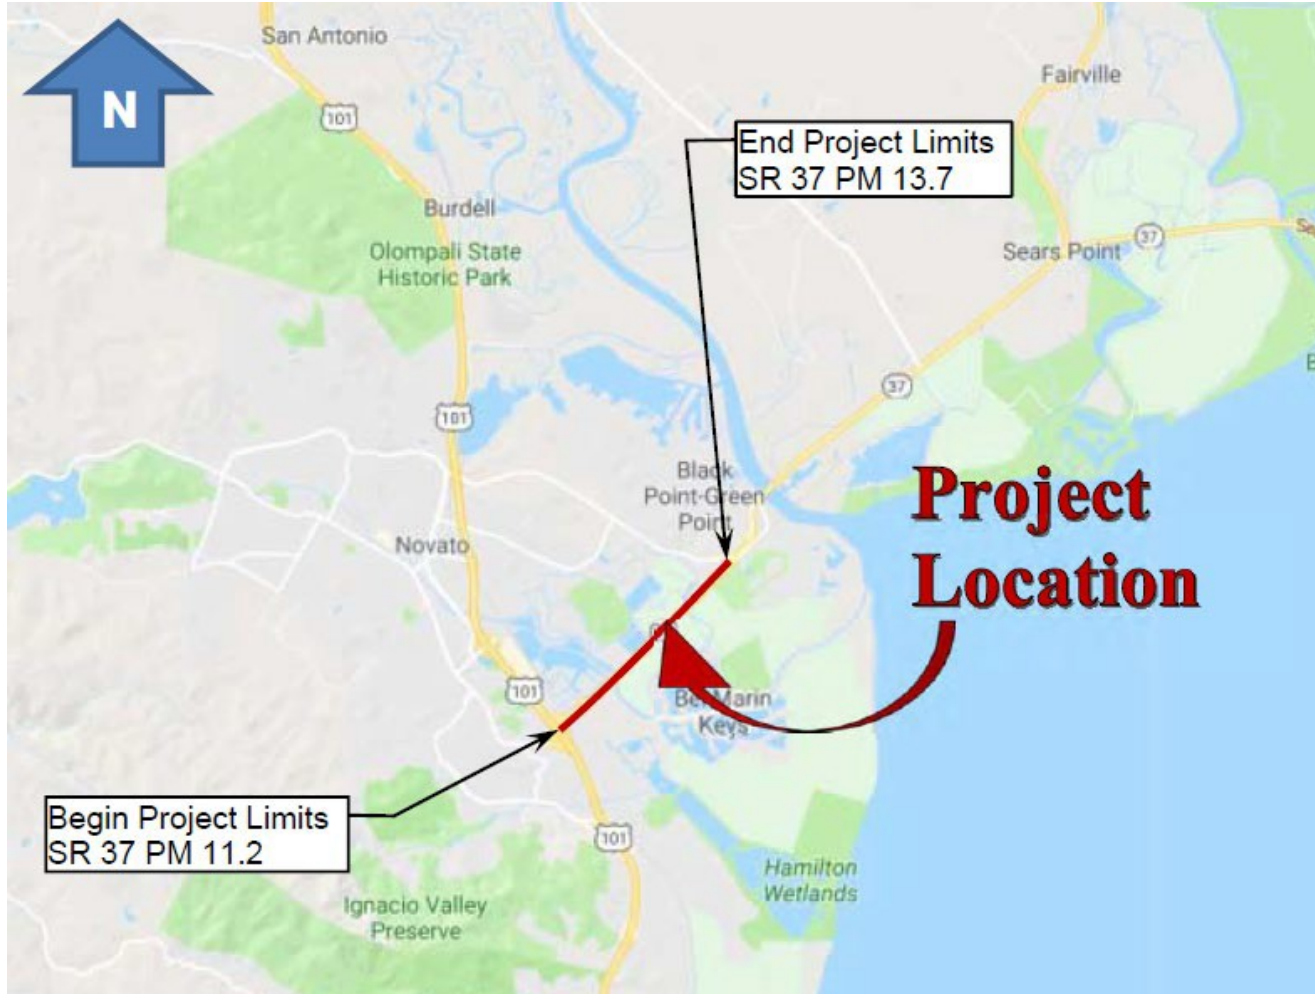 N
San Antonio
101
Fairville
End Project Limits
SR 37 PM 13.7
Burdell
Olompali State
Historic Park
37
Sears Point
37
101
Black
Point-Green
Point
Project
Location
Novato
101
Bel Marin
Keys
Begin Project Limits
SR 37 PM 11.2
101
Hamilton
Wetlands
Ignacio Valley
Preserve